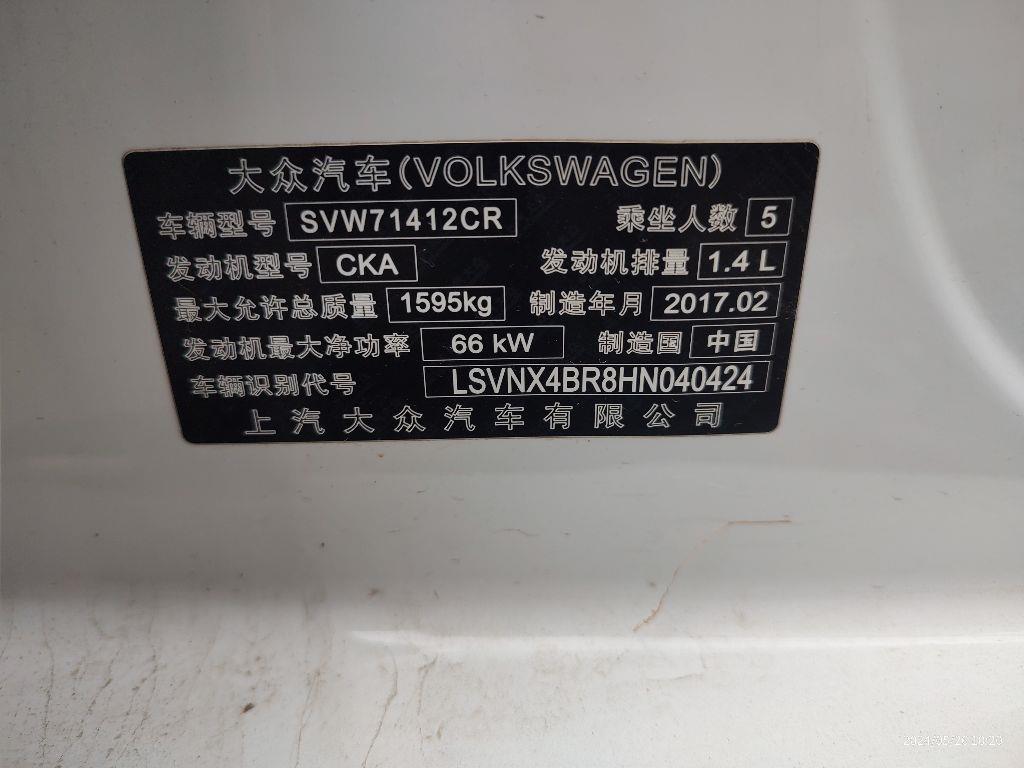 大众汽车(VOLKSWAGEN)
车辆型号 SVW71412CR 乘坐人数 5
发动机型号 CKA 发动机排量 1.4 L
最大允许总质量 1595kg 制造年月 2017.02
发动机最大净功率 66 kW 制造国 中国
车辆识别代号 LSVNX4BR8HN040424
上汽大众汽车有限公司